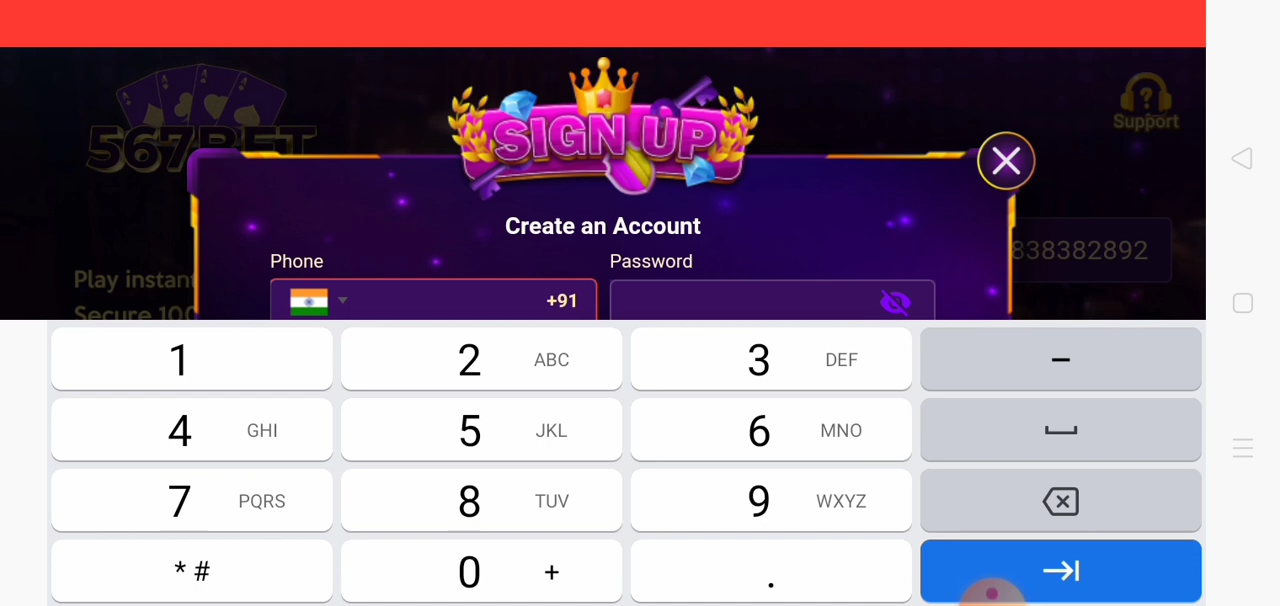 567BET
SIGN UP
Support
Create an Account
Phone
Password
838382892
Play instant
+91
Secure 100
1
2 ABC
3 DEF
–
4 GHI
5 JKL
6 MNO
7 PQRS
8 TUV
9 WXYZ
* #
0 +
.